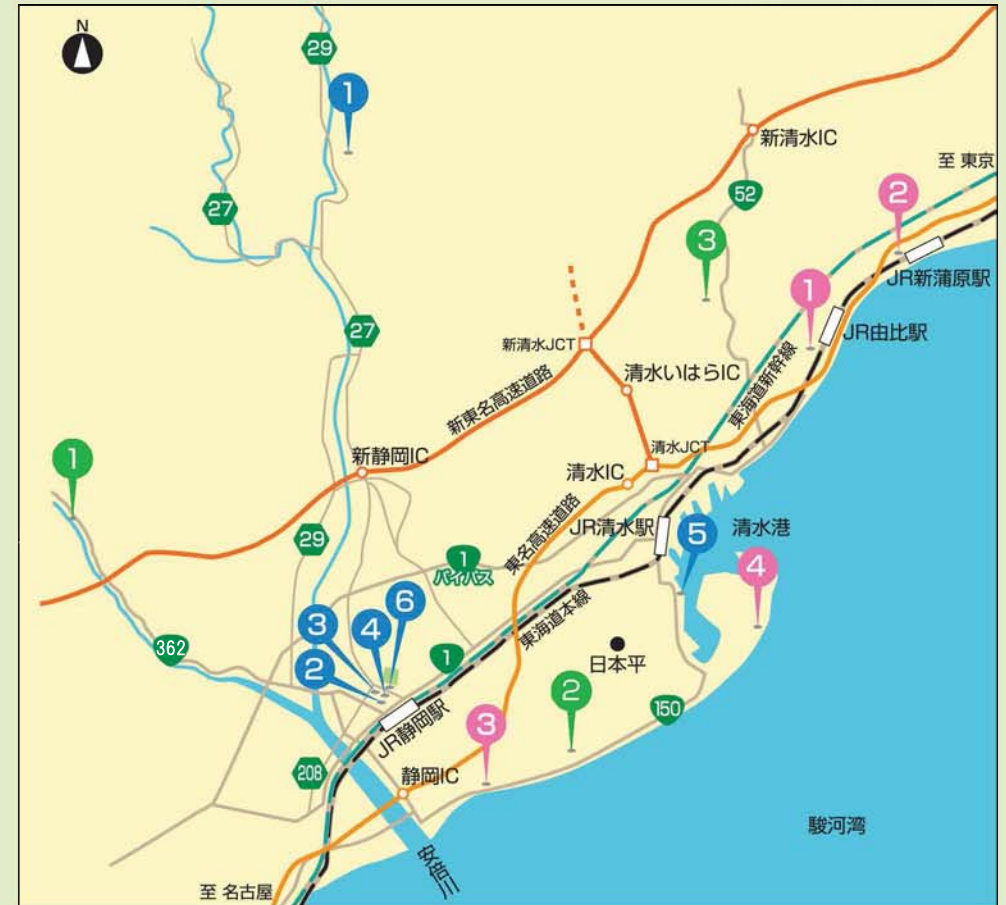 N
29
1
新清水IC
至 東京
52
2
27
3
JR新蒲原駅
1
JR由比駅
27
新清水JCT
清水いはらIC
東海道新幹線
新東名高速道路
1
新静岡IC
清水JCT
清水IC
東名高速道路
JR清水駅
5
清水港
29
1
バイパス
4
6
3
4
東海道本線
362
2
1
日本平
2
150
3
JR静岡駅
208
静岡IC
駿河湾
安倍川
至 名古屋